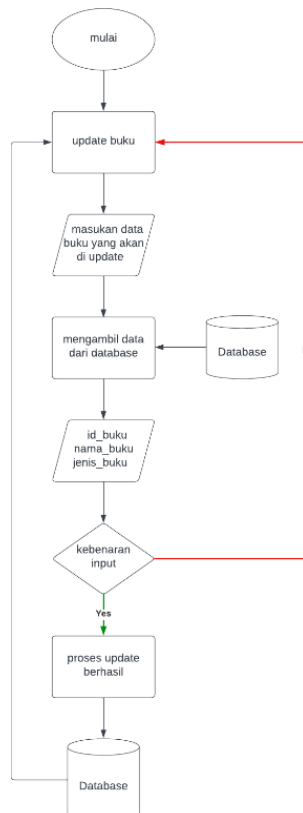 mulai
update buku
masukan data
buku yang akan
di update
mengambil data
dari database
Database
id_buku
nama_buku
jenis_buku
kebenaran
input
Yes
proses update
berhasil
Database